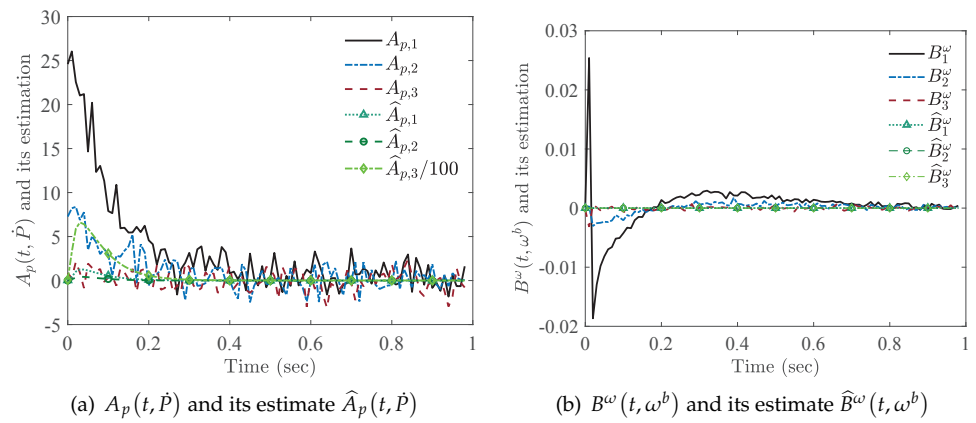 30
25
20
15
10
5
0
-5
A_p(t, Ṗ) and its estimation
A_{p,1}
A_{p,2}
A_{p,3}
Â_{p,1}
Â_{p,2}
Â_{p,3}/100
0 0.2 0.4 0.6 0.8 1
Time (sec)
(a) A_p(t, Ṗ) and its estimate Â_p(t, Ṗ)
0.03
0.02
0.01
0
-0.01
-0.02
B^ω(t, ω^b) and its estimation
B_1^ω
B_2^ω
B_3^ω
B̂_1^ω
B̂_2^ω
B̂_3^ω
0 0.2 0.4 0.6 0.8 1
Time (sec)
(b) B^ω(t, ω^b) and its estimate B̂^ω(t, ω^b)